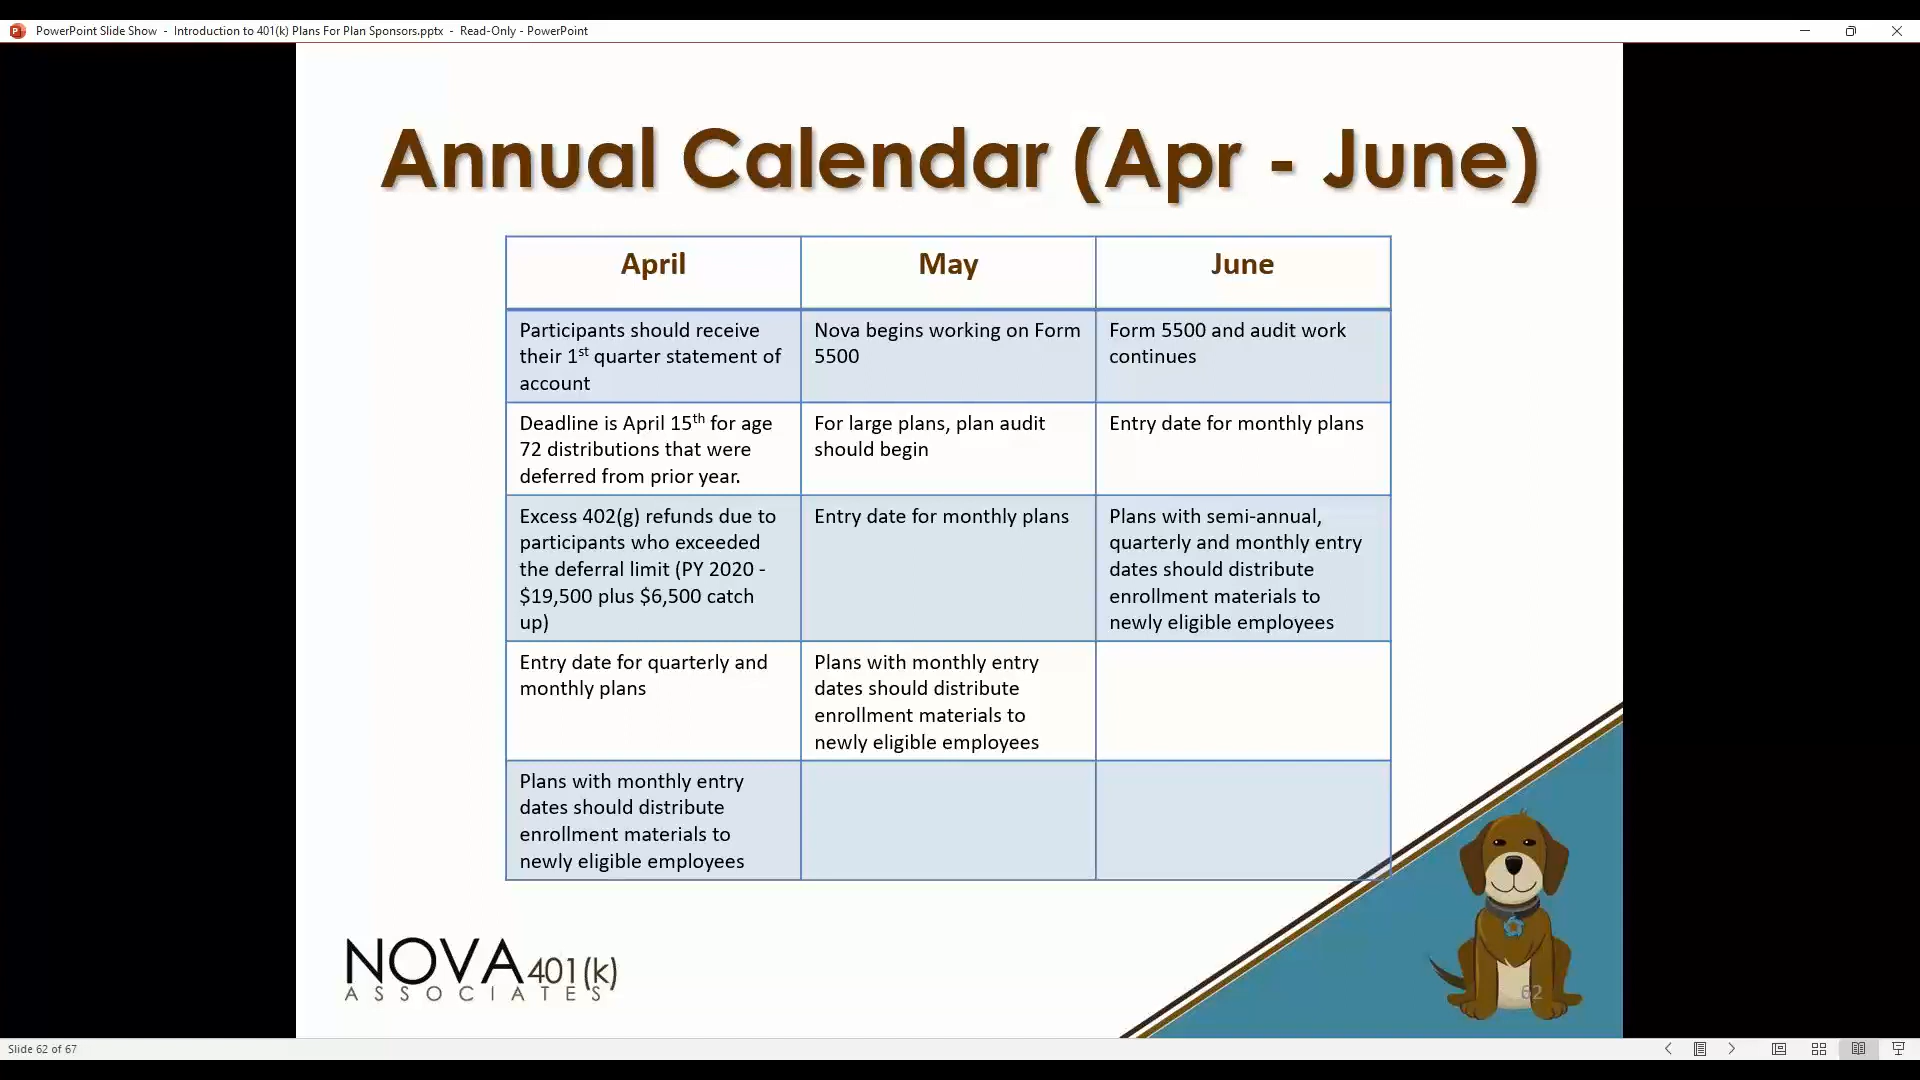 PowerPoint Slide Show - Introduction to 401(k) Plans For Plan Sponsors.pptx - Read-Only - PowerPoint
Annual Calendar (Apr - June)
April
May
June
Participants should receive
their 1st quarter statement of
account
Nova begins working on Form
5500
Form 5500 and audit work
continues
Deadline is April 15th for age
72 distributions that were
deferred from prior year.
For large plans, plan audit
should begin
Entry date for monthly plans
Excess 402(g) refunds due to
participants who exceeded
the deferral limit (PY 2020 -
$19,500 plus $6,500 catch
up)
Entry date for monthly plans
Plans with semi-annual,
quarterly and monthly entry
dates should distribute
enrollment materials to
newly eligible employees
Entry date for quarterly and
monthly plans
Plans with monthly entry
dates should distribute
enrollment materials to
newly eligible employees
Plans with monthly entry
dates should distribute
enrollment materials to
newly eligible employees
NOVA 401(k)
ASSOCIATES
62
Slide 62 of 67